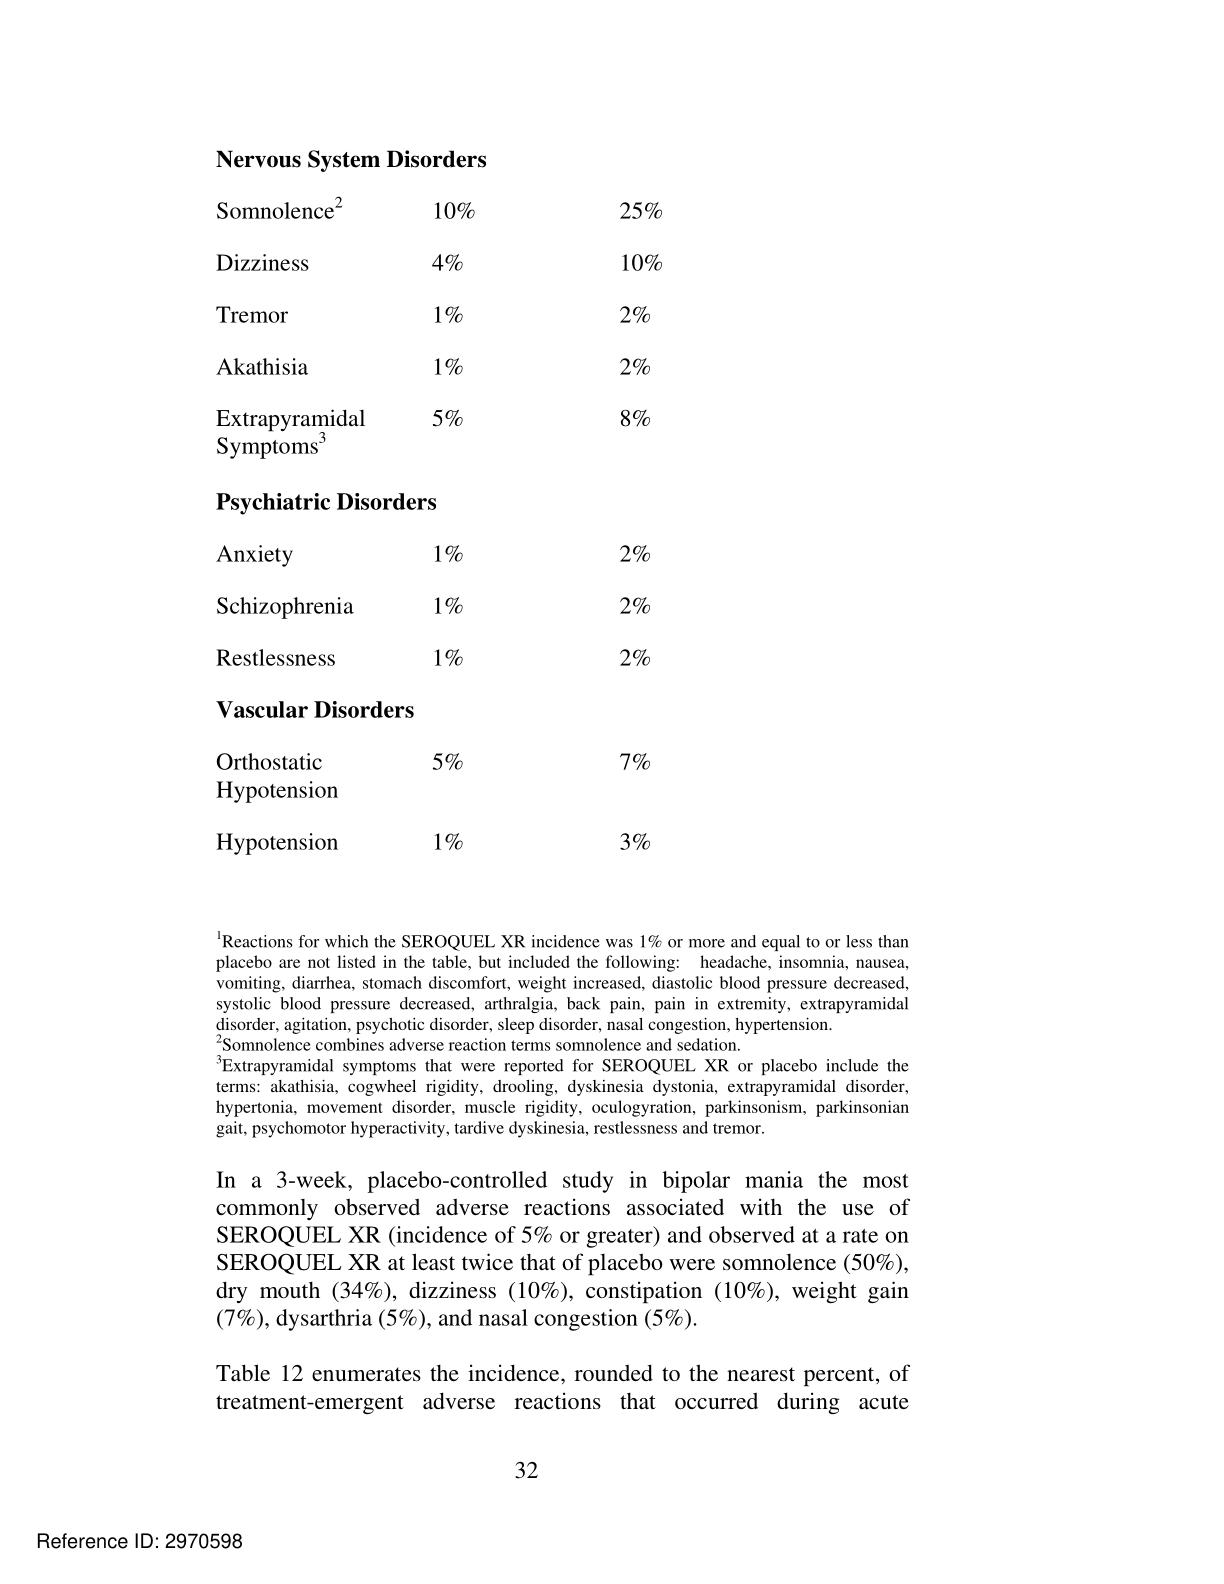 Nervous System Disorders
Somnolence² 10% 25%
Dizziness 4% 10%
Tremor 1% 2%
Akathisia 1% 2%
Extrapyramidal 5% 8%
Symptoms³
Psychiatric Disorders
Anxiety 1% 2%
Schizophrenia 1% 2%
Restlessness 1% 2%
Vascular Disorders
Orthostatic 5% 7%
Hypotension
Hypotension 1% 3%
¹Reactions for which the SEROQUEL XR incidence was 1% or more and equal to or less than
placebo are not listed in the table, but included the following: headache, insomnia, nausea,
vomiting, diarrhea, stomach discomfort, weight increased, diastolic blood pressure decreased,
systolic blood pressure decreased, arthralgia, back pain, pain in extremity, extrapyramidal
disorder, agitation, psychotic disorder, sleep disorder, nasal congestion, hypertension.
²Somnolence combines adverse reaction terms somnolence and sedation.
³Extrapyramidal symptoms that were reported for SEROQUEL XR or placebo include the
terms: akathisia, cogwheel rigidity, drooling, dyskinesia dystonia, extrapyramidal disorder,
hypertonia, movement disorder, muscle rigidity, oculogyration, parkinsonism, parkinsonian
gait, psychomotor hyperactivity, tardive dyskinesia, restlessness and tremor.
In a 3-week, placebo-controlled study in bipolar mania the most
commonly observed adverse reactions associated with the use of
SEROQUEL XR (incidence of 5% or greater) and observed at a rate on
SEROQUEL XR at least twice that of placebo were somnolence (50%),
dry mouth (34%), dizziness (10%), constipation (10%), weight gain
(7%), dysarthria (5%), and nasal congestion (5%).
Table 12 enumerates the incidence, rounded to the nearest percent, of
treatment-emergent adverse reactions that occurred during acute
32
Reference ID: 2970598